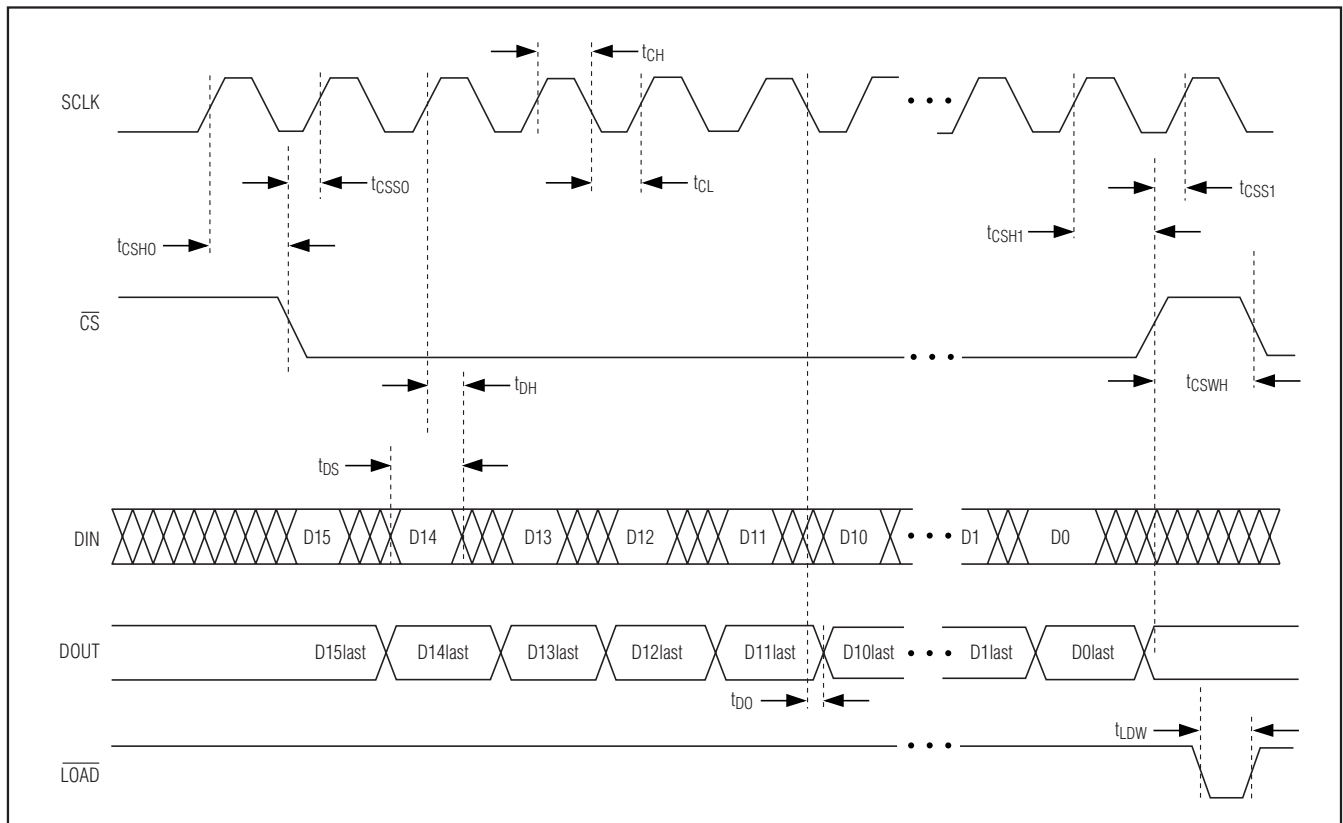 tCH
SCLK
tCSS0
tCL
tCSS1
tCSH0
tCSH1
CS
tDH
tCSWH
tDS
DIN
D15
D14
D13
D12
D11
D10
D1
D0
DOUT
D15last
D14last
D13last
D12last
D11last
D10last
D1last
D0last
tDO
tLDW
LOAD